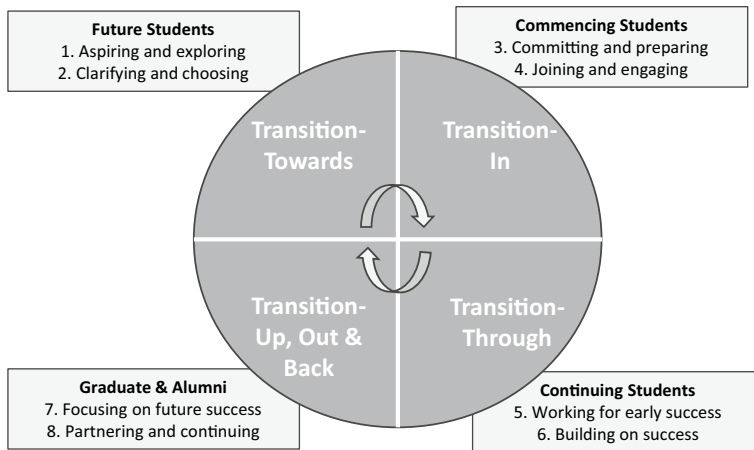 Future Students
1. Aspiring and exploring
2. Clarifying and choosing
Commencing Students
3. Committing and preparing
4. Joining and engaging
Transition-
Towards
Transition-
In
Transition-
Up, Out &
Back
Transition-
Through
Graduate & Alumni
7. Focusing on future success
8. Partnering and continuing
Continuing Students
5. Working for early success
6. Building on success